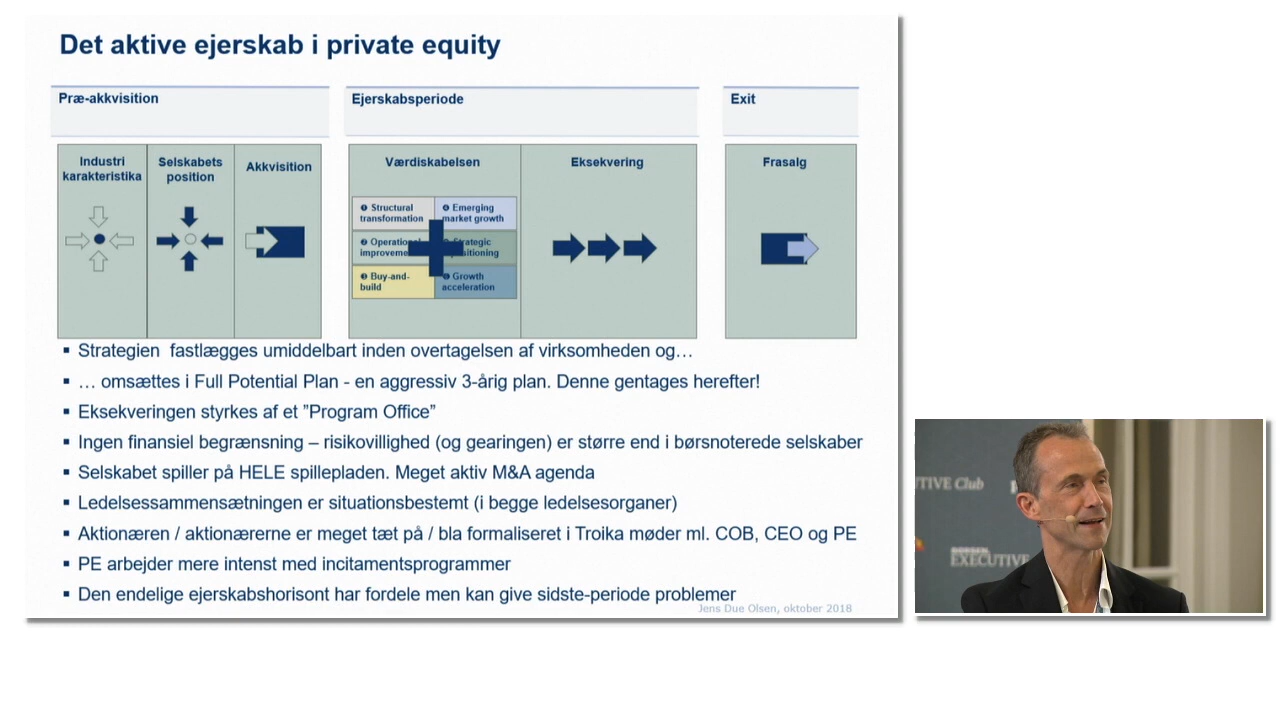 Det aktive ejerskab i private equity
Præ-akkvisition
Ejerskabsperiode
Exit
Industri
karakteristika
Selskabets
position
Akkvisition
Værdiskabelsen
Eksekvering
Frasalg
❶ Structural
transformation
Emerging
market growth
❷
improveme
❸ Buy-and-
build
Growth
acceleration
▪ Strategien fastlægges umiddelbart inden overtagelsen af virksomheden og…
▪ … omsættes i Full Potential Plan - en aggressiv 3-årig plan. Denne gentages herefter!
▪ Eksekveringen styrkes af et ”Program Office”
▪ Ingen finansiel begrænsning – risikovillighed (og gearingen) er større end i børsnoterede selskaber
▪ Selskabet spiller på HELE spillepladen. Meget aktiv M&A agenda
▪ Ledelsessammensætningen er situationsbestemt (i begge ledelsesorganer)
▪ Aktionæren / aktionærerne er meget tæt på / bla formaliseret i Troika møder ml. COB, CEO og PE
▪ PE arbejder mere intenst med incitamentsprogrammer
▪ Den endelige ejerskabshorisont har fordele men kan give sidste-periode problemer
Jens Due Olsen, oktober 2018
TIVE Club
BØRSEN
EXECUTIVE